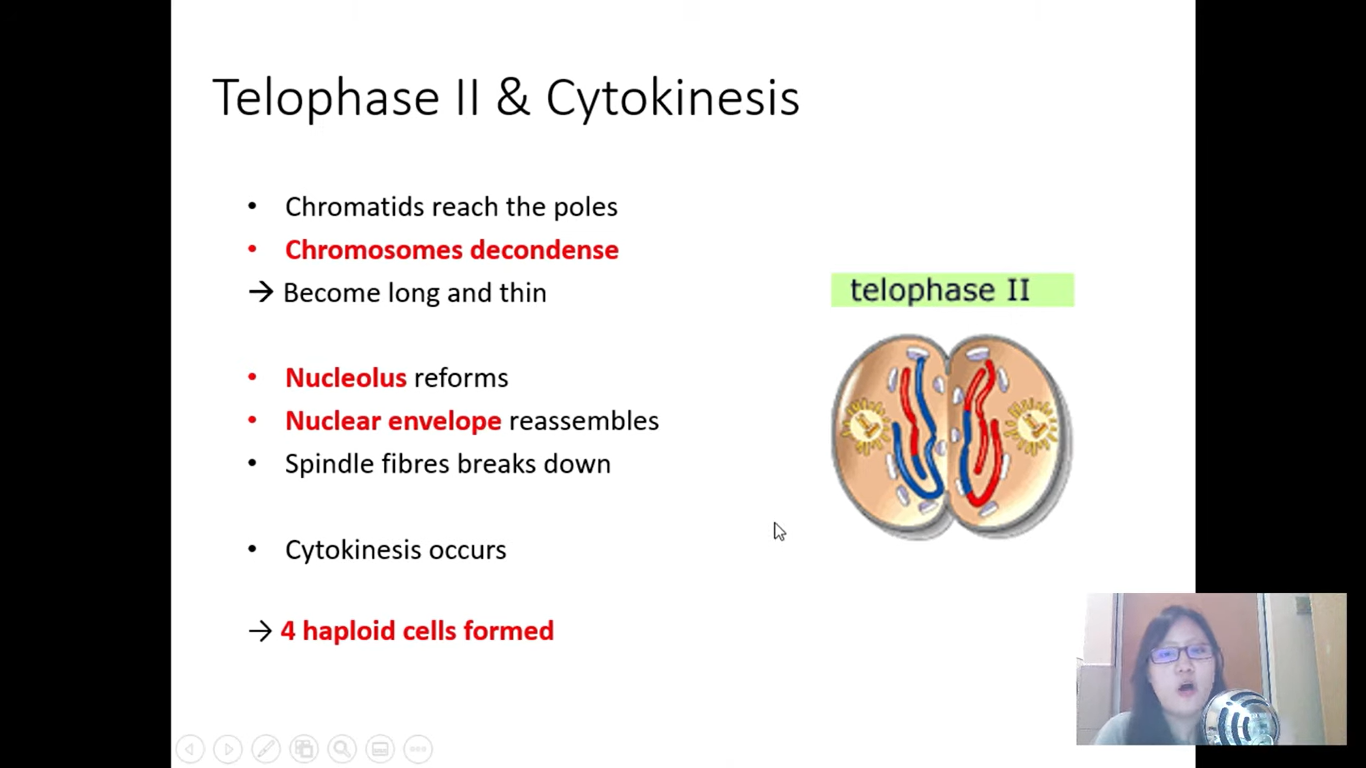 Telophase II & Cytokinesis
• Chromatids reach the poles
• Chromosomes decondense
→ Become long and thin
• Nucleolus reforms
• Nuclear envelope reassembles
• Spindle fibres breaks down
• Cytokinesis occurs
→ 4 haploid cells formed
telophase II